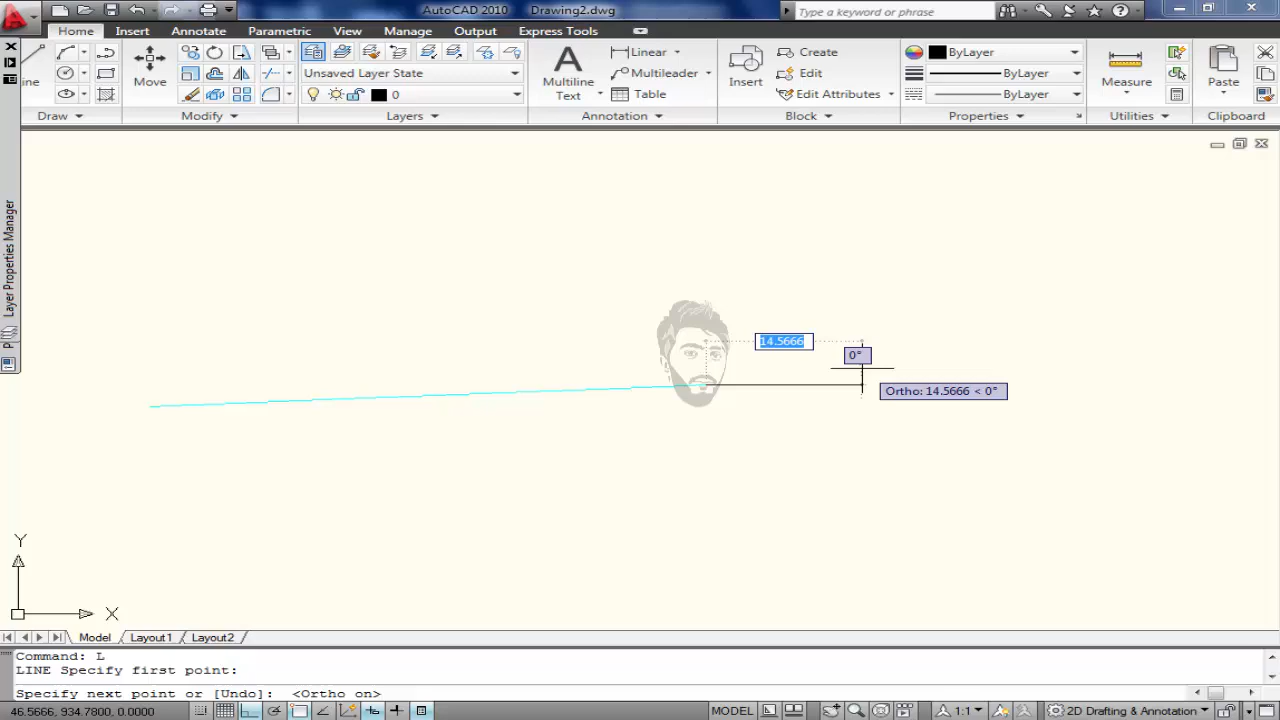 AutoCAD 2010 Drawing2.dwg
Type a keyword or phrase
Home Insert Annotate Parametric View Manage Output Express Tools
Linear Create ByLayer
ine Move Unsaved Layer State Multiline Text Multileader Insert Edit ByLayer Measure Paste
0 Table Edit Attributes ByLayer
Draw Modify Layers Annotation Block Properties Utilities Clipboard
Layer Properties Manager
14.5666
0°
Ortho: 14.5666 < 0°
Y
X
Model Layout1 Layout2
Command: L
LINE Specify first point:
Specify next point or [Undo]: <Ortho on>
46.5666, 934.7800, 0.0000 MODEL 1:1 2D Drafting & Annotation